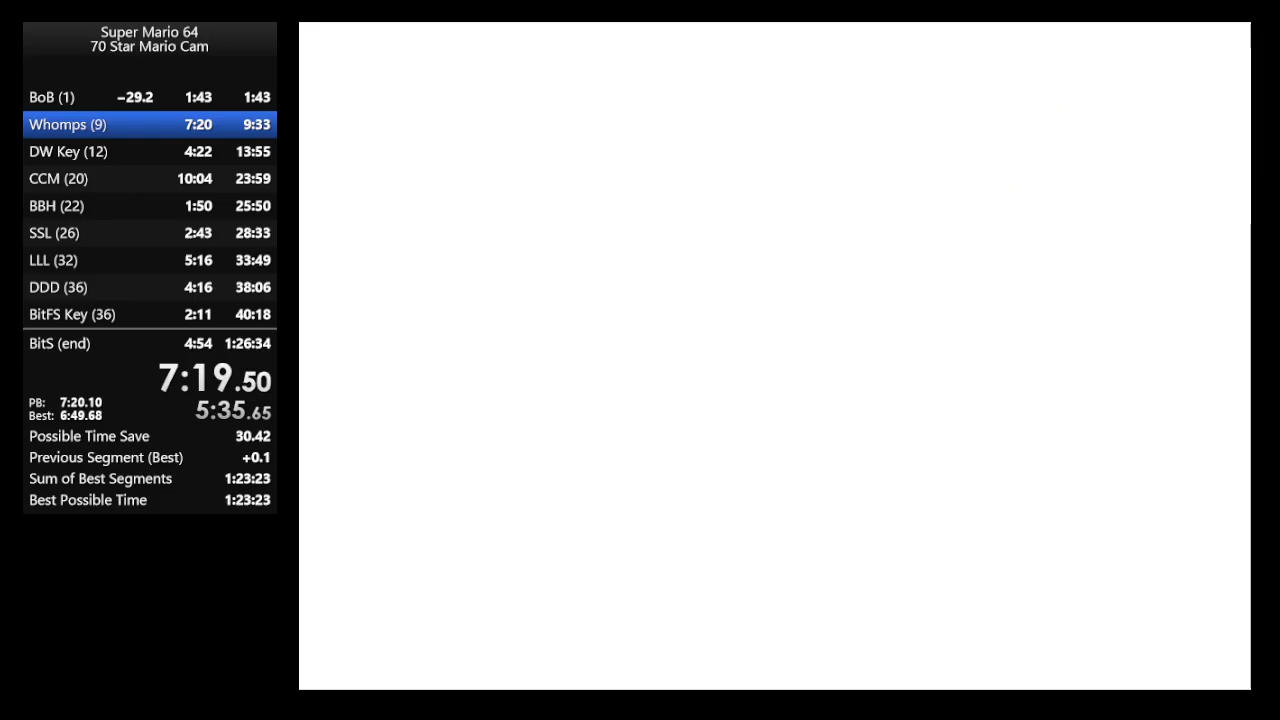 Super Mario 64
70 Star Mario Cam
BoB (1) −29.2 1:43 1:43
Whomps (9) 7:20 9:33
DW Key (12) 4:22 13:55
CCM (20) 10:04 23:59
BBH (22) 1:50 25:50
SSL (26) 2:43 28:33
LLL (32) 5:16 33:49
DDD (36) 4:16 38:06
BitFS Key (36) 2:11 40:18
BitS (end) 4:54 1:26:34
7:19.50
PB: 7:20.10
Best: 6:49.68 5:35.65
Possible Time Save 30.42
Previous Segment (Best) +0.1
Sum of Best Segments 1:23:23
Best Possible Time 1:23:23